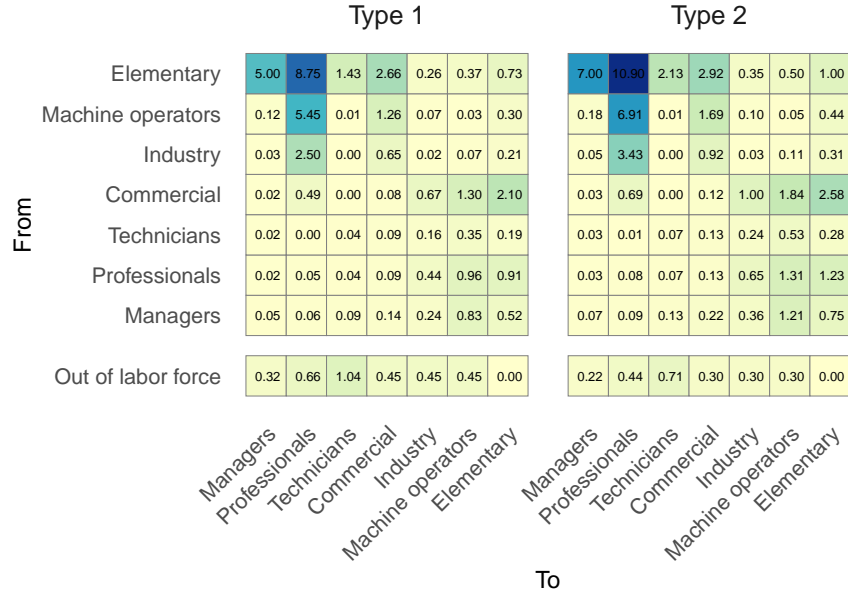 Type 1 Type 2
Elementary 5.00 8.75 1.43 2.66 0.26 0.37 0.73 7.00 10.90 2.13 2.92 0.35 0.50 1.00
Machine operators 0.12 5.45 0.01 1.26 0.07 0.03 0.30 0.18 6.91 0.01 1.69 0.10 0.05 0.44
Industry 0.03 2.50 0.00 0.65 0.02 0.07 0.21 0.05 3.43 0.00 0.92 0.03 0.11 0.31
Commercial 0.02 0.49 0.00 0.08 0.67 1.30 2.10 0.03 0.69 0.00 0.12 1.00 1.84 2.58
Technicians 0.02 0.00 0.04 0.09 0.16 0.35 0.19 0.03 0.01 0.07 0.13 0.24 0.53 0.28
Professionals 0.02 0.05 0.04 0.09 0.44 0.96 0.91 0.03 0.08 0.07 0.13 0.65 1.31 1.23
Managers 0.05 0.06 0.09 0.14 0.24 0.83 0.52 0.07 0.09 0.13 0.22 0.36 1.21 0.75
Out of labor force 0.32 0.66 1.04 0.45 0.45 0.45 0.00 0.22 0.44 0.71 0.30 0.30 0.30 0.00
From
Managers Professionals Technicians Commercial Industry Machine operators Elementary Managers Professionals Technicians Commercial Industry Machine operators Elementary
To